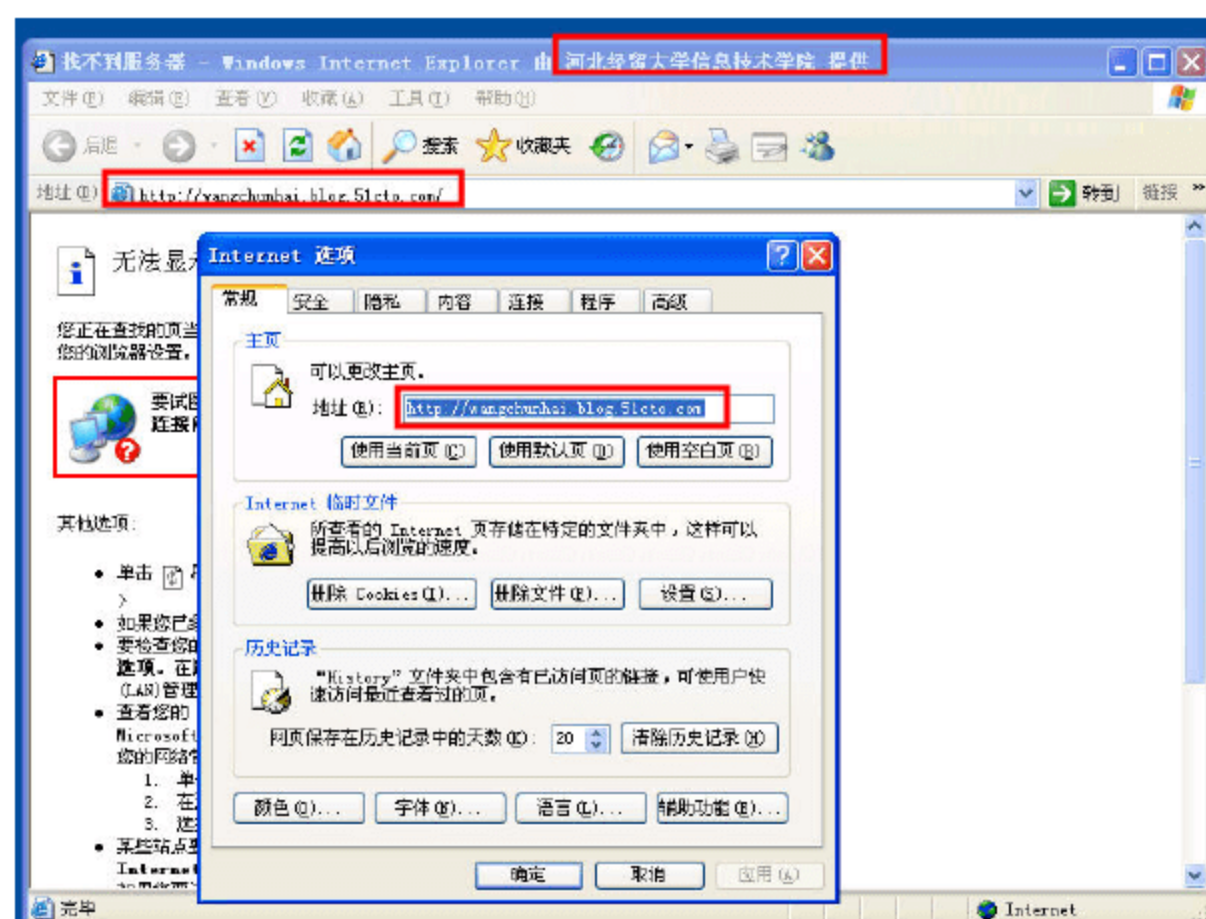 找不到服务器 - Windows Internet Explorer 由 河北经贸大学信息技术学院 提供
文件(F) 编辑(E) 查看(V) 收藏(A) 工具(T) 帮助(H)
后退 搜索 收藏夹
地址(D) http://wangchunhai.blog.51cto.com/ 转到 链接 »
无法显示
Internet 选项
常规 安全 隐私 内容 连接 程序 高级
您正在查找的页当
您的浏览器设置。
主页
可以更改主页。
地址(R): http://wangchunhai.blog.51cto.com
要试图
连接
使用当前页(C) 使用默认页(D) 使用空白页(B)
Internet 临时文件
所查看的 Internet 页存储在特定的文件夹中，这样可以
提高以后浏览的速度。
删除 Cookies(I)... 删除文件(F)... 设置(S)...
其他选项:
单击
如果您已经
要检查您的
选项。在
(LAN)管理
查看您的
Microsoft
您的网络管
1. 单
2. 在
3. 选
某些站点要
Internet
历史记录
“History” 文件夹中包含有已访问页的链接，可使用户快
速访问最近查看过的页。
网页保存在历史记录中的天数(K): 20 清除历史记录(H)
颜色(O)... 字体(N)... 语言(L)... 辅助功能(E)...
确定 取消 应用(A)
完毕 Internet